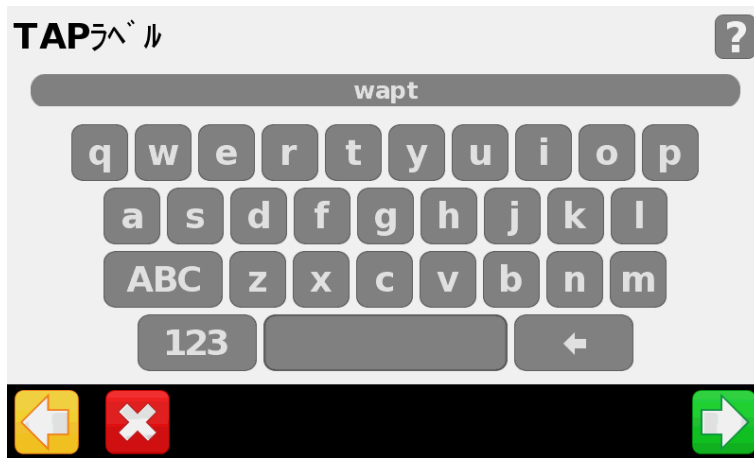 TAPラベル
?
wapt
q w e r t y u i o p
a s d f g h j k l
ABC z x c v b n m
123